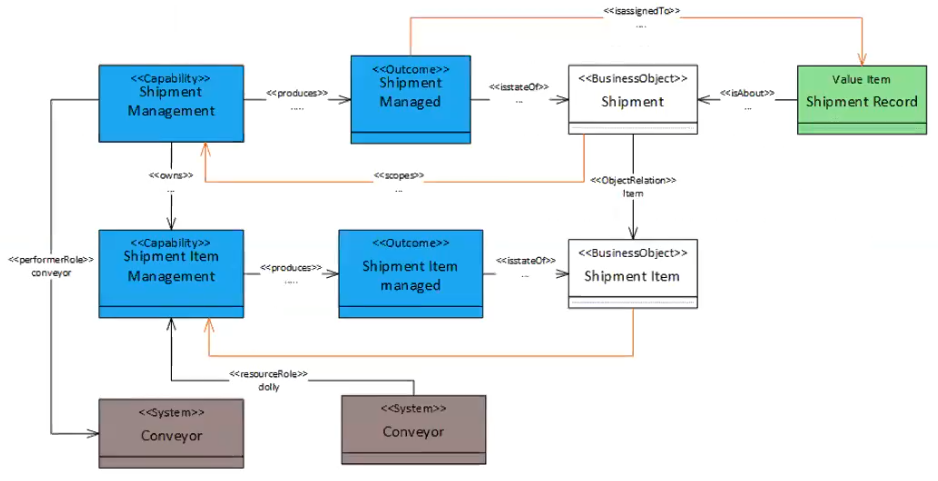 <<isassignedTo>>
....
<<Capability>>
Shipment
Management
<<produces>>
.....
<<Outcome>>
Shipment
Managed
<<isstateOf>>
...
<<BusinessObject>>
Shipment
<<isAbout>>
...
Value Item
Shipment Record
<<owns>>
...
<<scopes>>
...
<<ObjectRelation>>
Item
<<performerRole>>
conveyor
<<Capability>>
Shipment Item
Management
<<produces>>
.....
<<Outcome>>
Shipment Item
managed
<<isstateOf>>
...
<<BusinessObject>>
Shipment Item
<<resourceRole>>
dolly
<<System>>
Conveyor
<<System>>
Conveyor